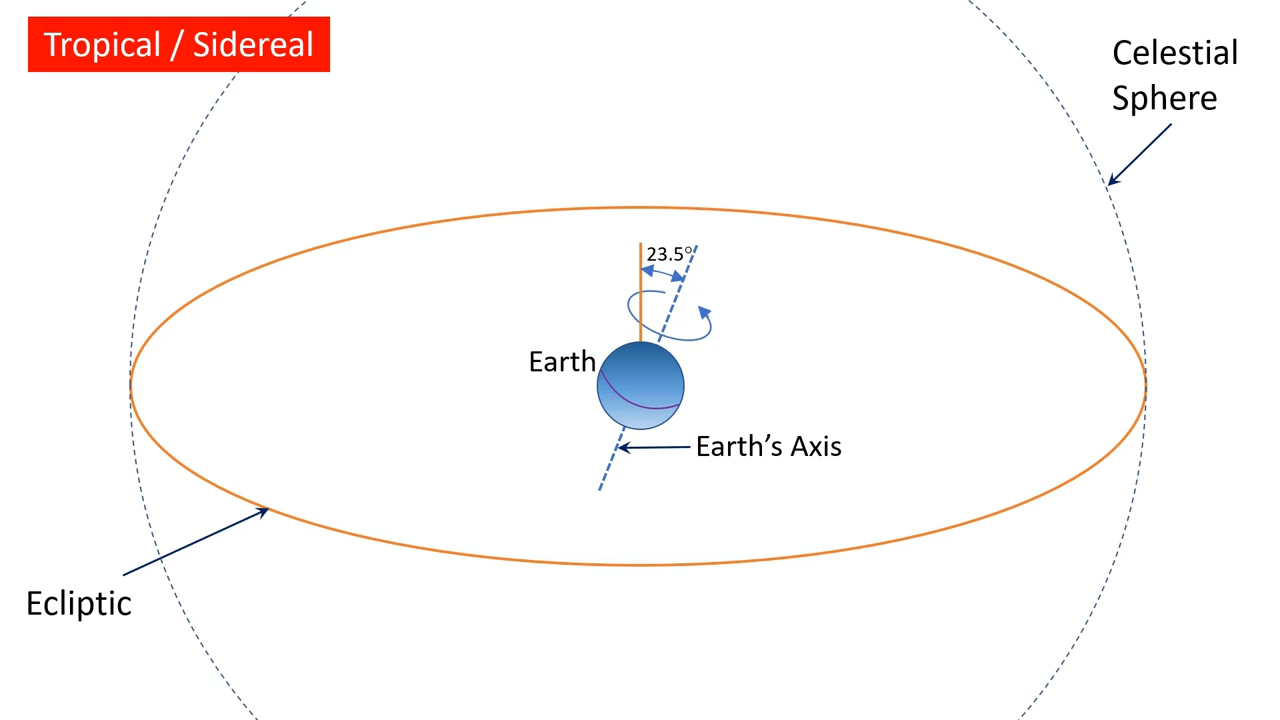 Tropical / Sidereal
Celestial
Sphere
23.5°
Earth
Earth’s Axis
Ecliptic